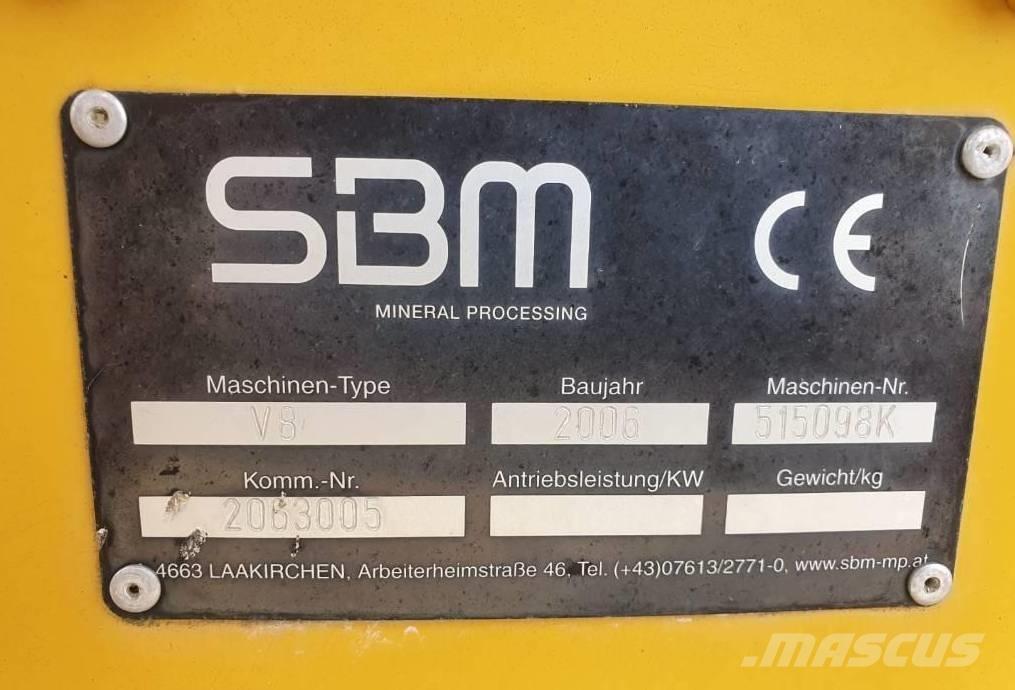 SBM
CE
MINERAL PROCESSING
Maschinen-Type Baujahr Maschinen-Nr.
V8 2006 515098K
Komm.-Nr. Antriebsleistung/KW Gewicht/kg
2063005
4663 LAAKIRCHEN, Arbeiterheimstraße 46, Tel. (+43)07613/2771-0, www.sbm-mp.at
.MASCUS